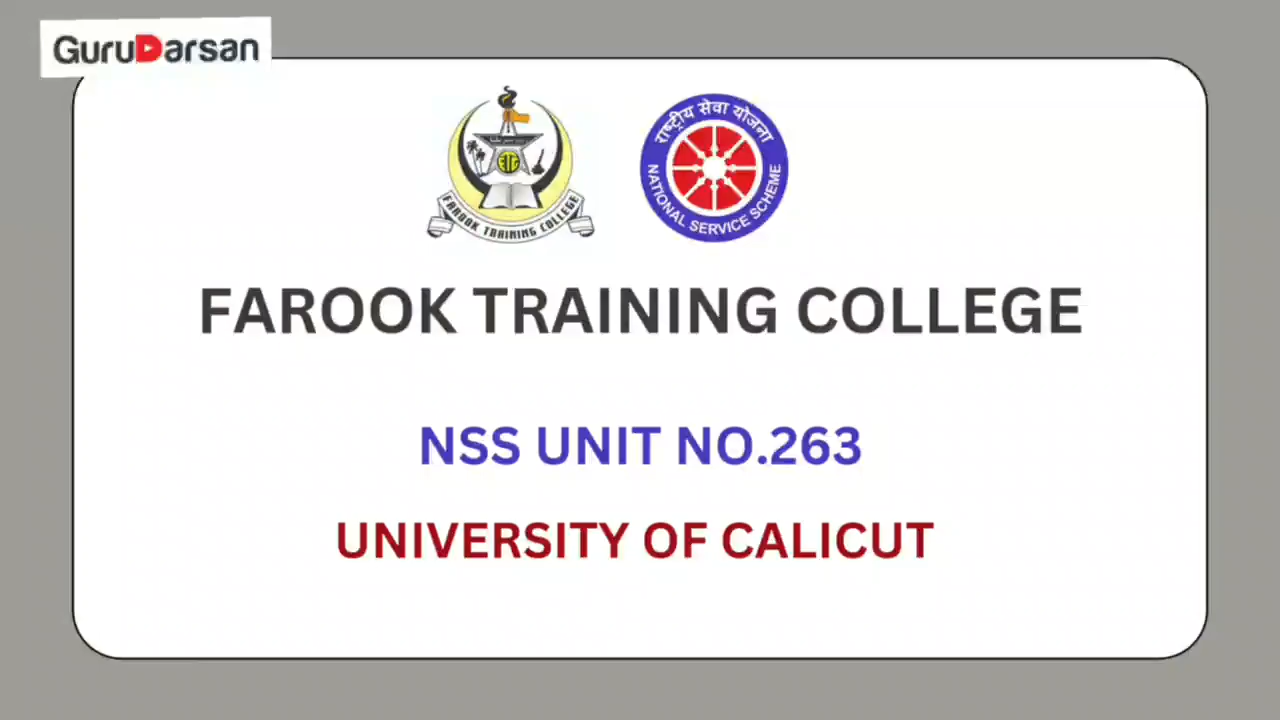 GuruDarsan
FAROOK TRAINING COLLEGE
राष्ट्रीय सेवा योजना
NATIONAL SERVICE SCHEME
FAROOK TRAINING COLLEGE
NSS UNIT NO.263
UNIVERSITY OF CALICUT